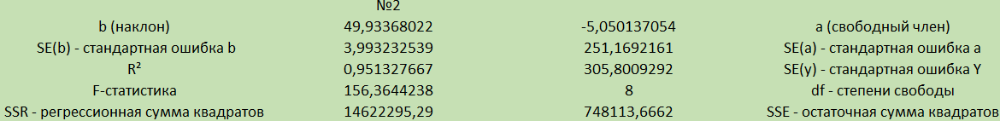 №2
b (наклон) 49,93368022 -5,050137054 a (свободный член)
SE(b) - стандартная ошибка b 3,993232539 251,1692161 SE(a) - стандартная ошибка a
R² 0,951327667 305,8009292 SE(y) - стандартная ошибка Y
F-статистика 156,3644238 8 df - степени свободы
SSR - регрессионная сумма квадратов 14622295,29 748113,6662 SSE - остаточная сумма квадратов